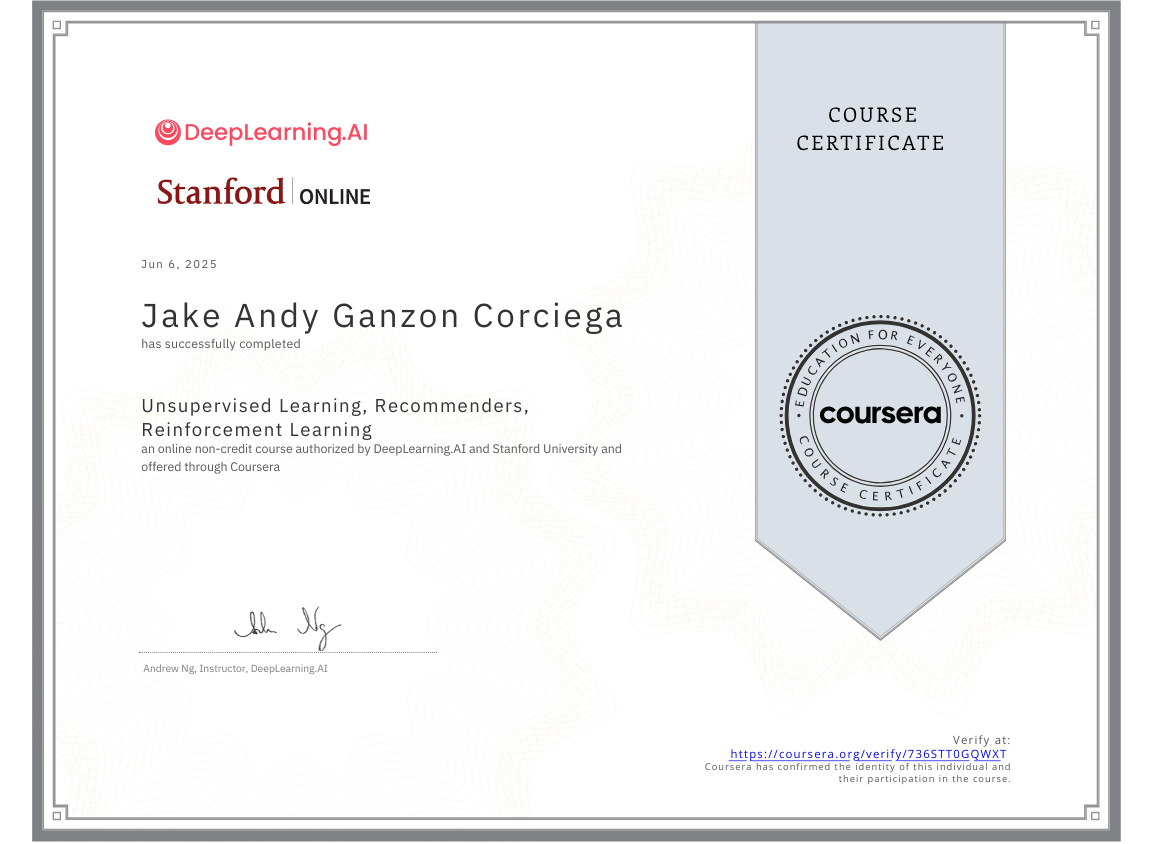 DeepLearning.AI
Stanford ONLINE
Jun 6, 2025
Jake Andy Ganzon Corciega
has successfully completed
Unsupervised Learning, Recommenders,
Reinforcement Learning
an online non-credit course authorized by DeepLearning.AI and Stanford University and
offered through Coursera
Andrew Ng, Instructor, DeepLearning.AI
COURSE
CERTIFICATE
EDUCATION FOR EVERYONE
coursera
COURSE CERTIFICATE
Verify at:
https://coursera.org/verify/736STT0GQWXT
Coursera has confirmed the identity of this individual and
their participation in the course.